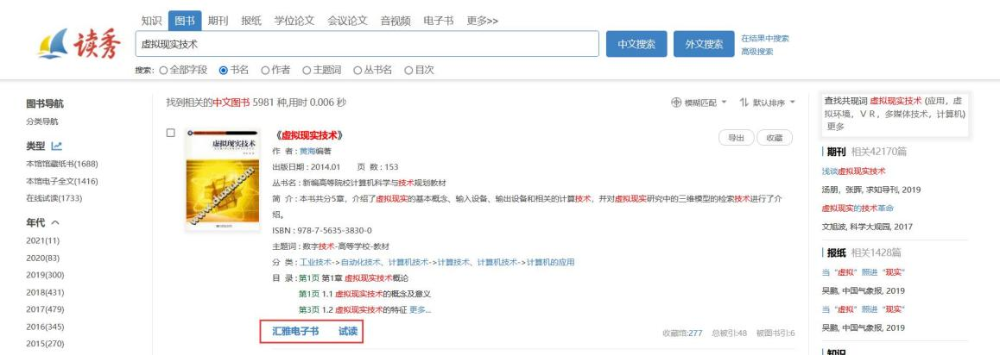 知识 图书 期刊 报纸 学位论文 会议论文 音视频 电子书 更多>>
读秀
虚拟现实技术 中文搜索 外文搜索 在结果中搜索
高级搜索
搜索: 全部字段 书名 作者 主题词 丛书名 目次
图书导航
分类导航
类型
本馆馆藏纸书(1688)
本馆电子全文(1416)
在线试读(1733)
年代
2021(11)
2020(83)
2019(300)
2018(431)
2017(479)
2016(345)
2015(270)
找到相关的中文图书 5981 种,用时 0.006 秒 模糊匹配 默认排序
虚拟现实技术
www.duxiu.com
《虚拟现实技术》 导出 收藏
作 者 : 黄海编著
出版日期 : 2014.01 页 数 : 153
丛书名 : 新编高等院校计算机科学与技术规划教材
简 介 : 本书共分5章，介绍了虚拟现实的基本概念、输入设备、输出设备和相关的计算技术，并对虚拟现实研究中的三维模型的检索技术进行了介
绍。
ISBN : 978-7-5635-3830-0
主题词 : 数字技术-高等学校-教材
分 类 : 工业技术->自动化技术、计算机技术->计算技术、计算机技术->计算机的应用
目 录 : 第1页 第1章 虚拟现实技术概论
第1页 1.1 虚拟现实技术的概念及意义
第3页 1.2 虚拟现实技术的特征 更多...
汇雅电子书 试读
收藏馆:277 总被引:48 被图书引:6
查找共现词 虚拟现实技术 (应用，虚
拟环境，ＶＲ，多媒体技术，计算机)
更多
期刊 相关42170篇
浅谈虚拟现实技术
汤朋，张晖, 求知导刊, 2019
虚拟现实的技术革命
文旭波, 科学大观园, 2017
报纸 相关1428篇
当“虚拟”照进“现实”
吴鹏, 中国气象报, 2019
当“虚拟”照进“现实”
吴鹏, 中国气象报, 2019
知识